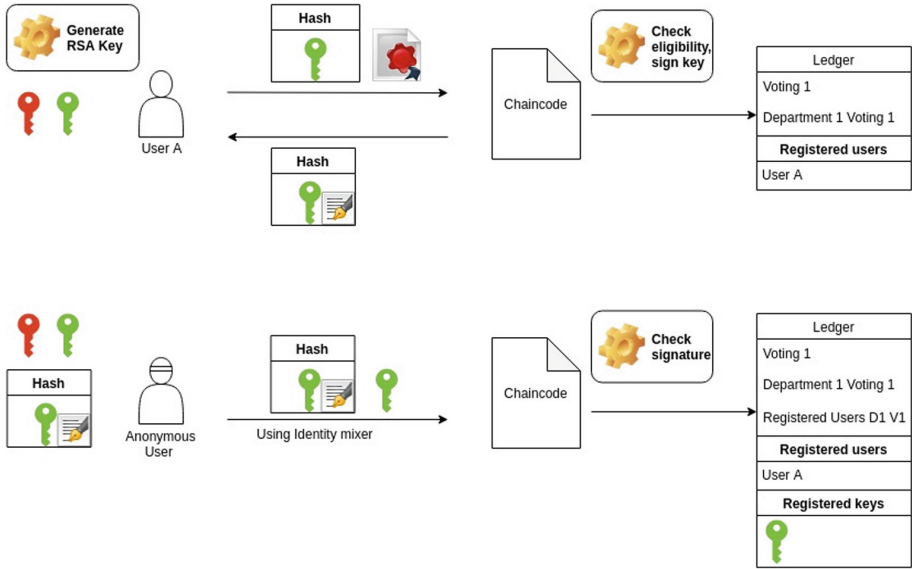 Generate
RSA Key
User A
Hash
Hash
Chaincode
Check
eligibility,
sign key
Ledger
Voting 1
Department 1 Voting 1
Registered users
User A
Hash
Anonymous
User
Hash
Using Identity mixer
Chaincode
Check
signature
Ledger
Voting 1
Department 1 Voting 1
Registered Users D1 V1
Registered users
User A
Registered keys